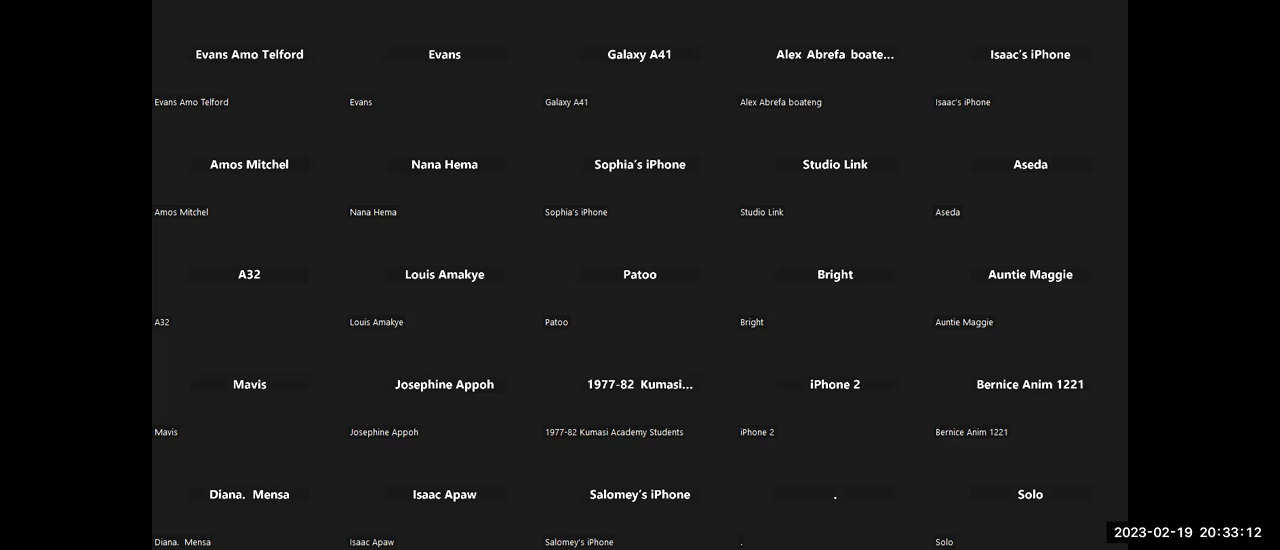 Evans Amo Telford
Evans
Galaxy A41
Alex Abrefa boate...
Isaac's iPhone
Evans Amo Telford
Evans
Galaxy A41
Alex Abrefa boateng
Isaac's iPhone
Amos Mitchel
Nana Hema
Sophia's iPhone
Studio Link
Aseda
Amos Mitchel
Nana Hema
Sophia's iPhone
Studio Link
Aseda
A32
Louis Amakye
Patoo
Bright
Auntie Maggie
A32
Louis Amakye
Patoo
Bright
Auntie Maggie
Mavis
Josephine Appoh
1977-82 Kumasi...
iPhone 2
Bernice Anim 1221
Mavis
Josephine Appoh
1977-82 Kumasi Academy Students
iPhone 2
Bernice Anim 1221
Diana. Mensa
Isaac Apaw
Salomey's iPhone
.
Solo
Diana. Mensa
Isaac Apaw
Salomey's iPhone
.
Solo
2023-02-19 20:33:12